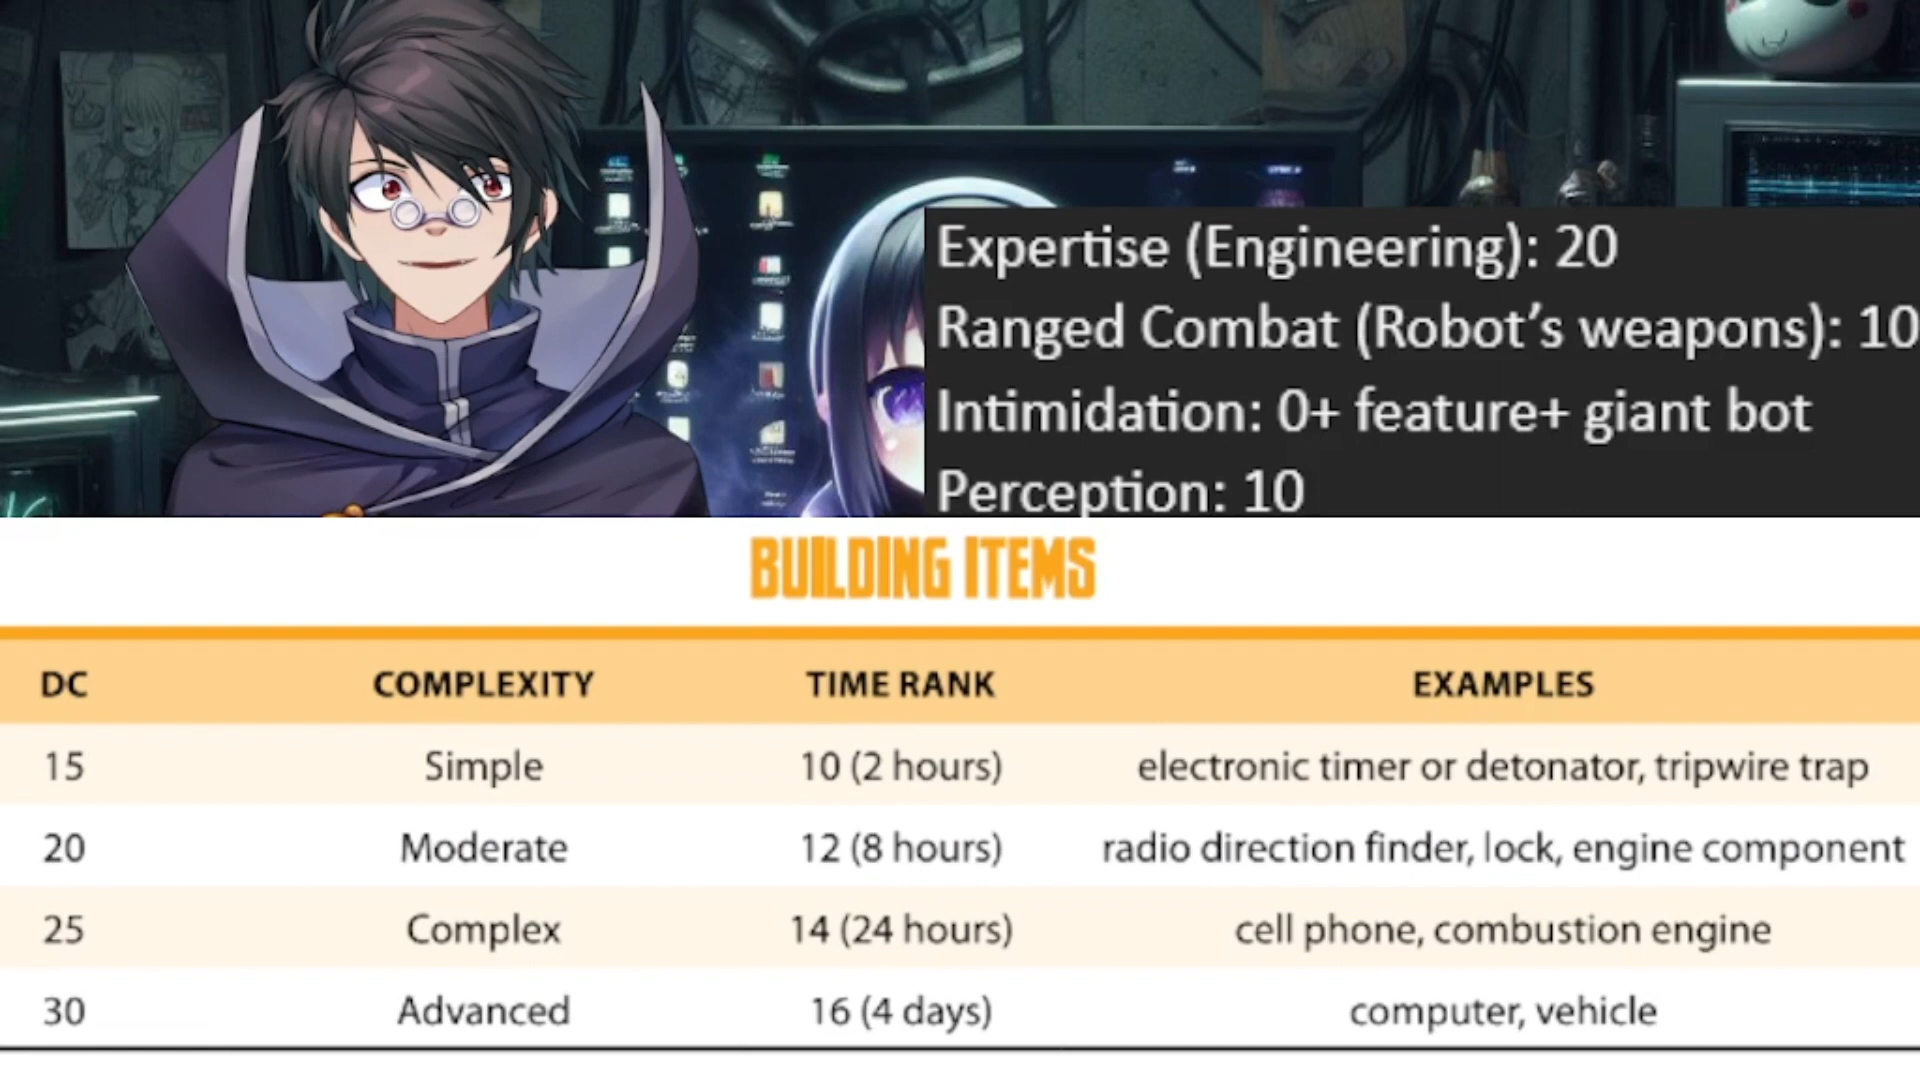 Expertise (Engineering): 20
Ranged Combat (Robot’s weapons): 10
Intimidation: 0+ feature+ giant bot
Perception: 10
BUILDING ITEMS
DC COMPLEXITY TIME RANK EXAMPLES
15 Simple 10 (2 hours) electronic timer or detonator, tripwire trap
20 Moderate 12 (8 hours) radio direction finder, lock, engine component
25 Complex 14 (24 hours) cell phone, combustion engine
30 Advanced 16 (4 days) computer, vehicle